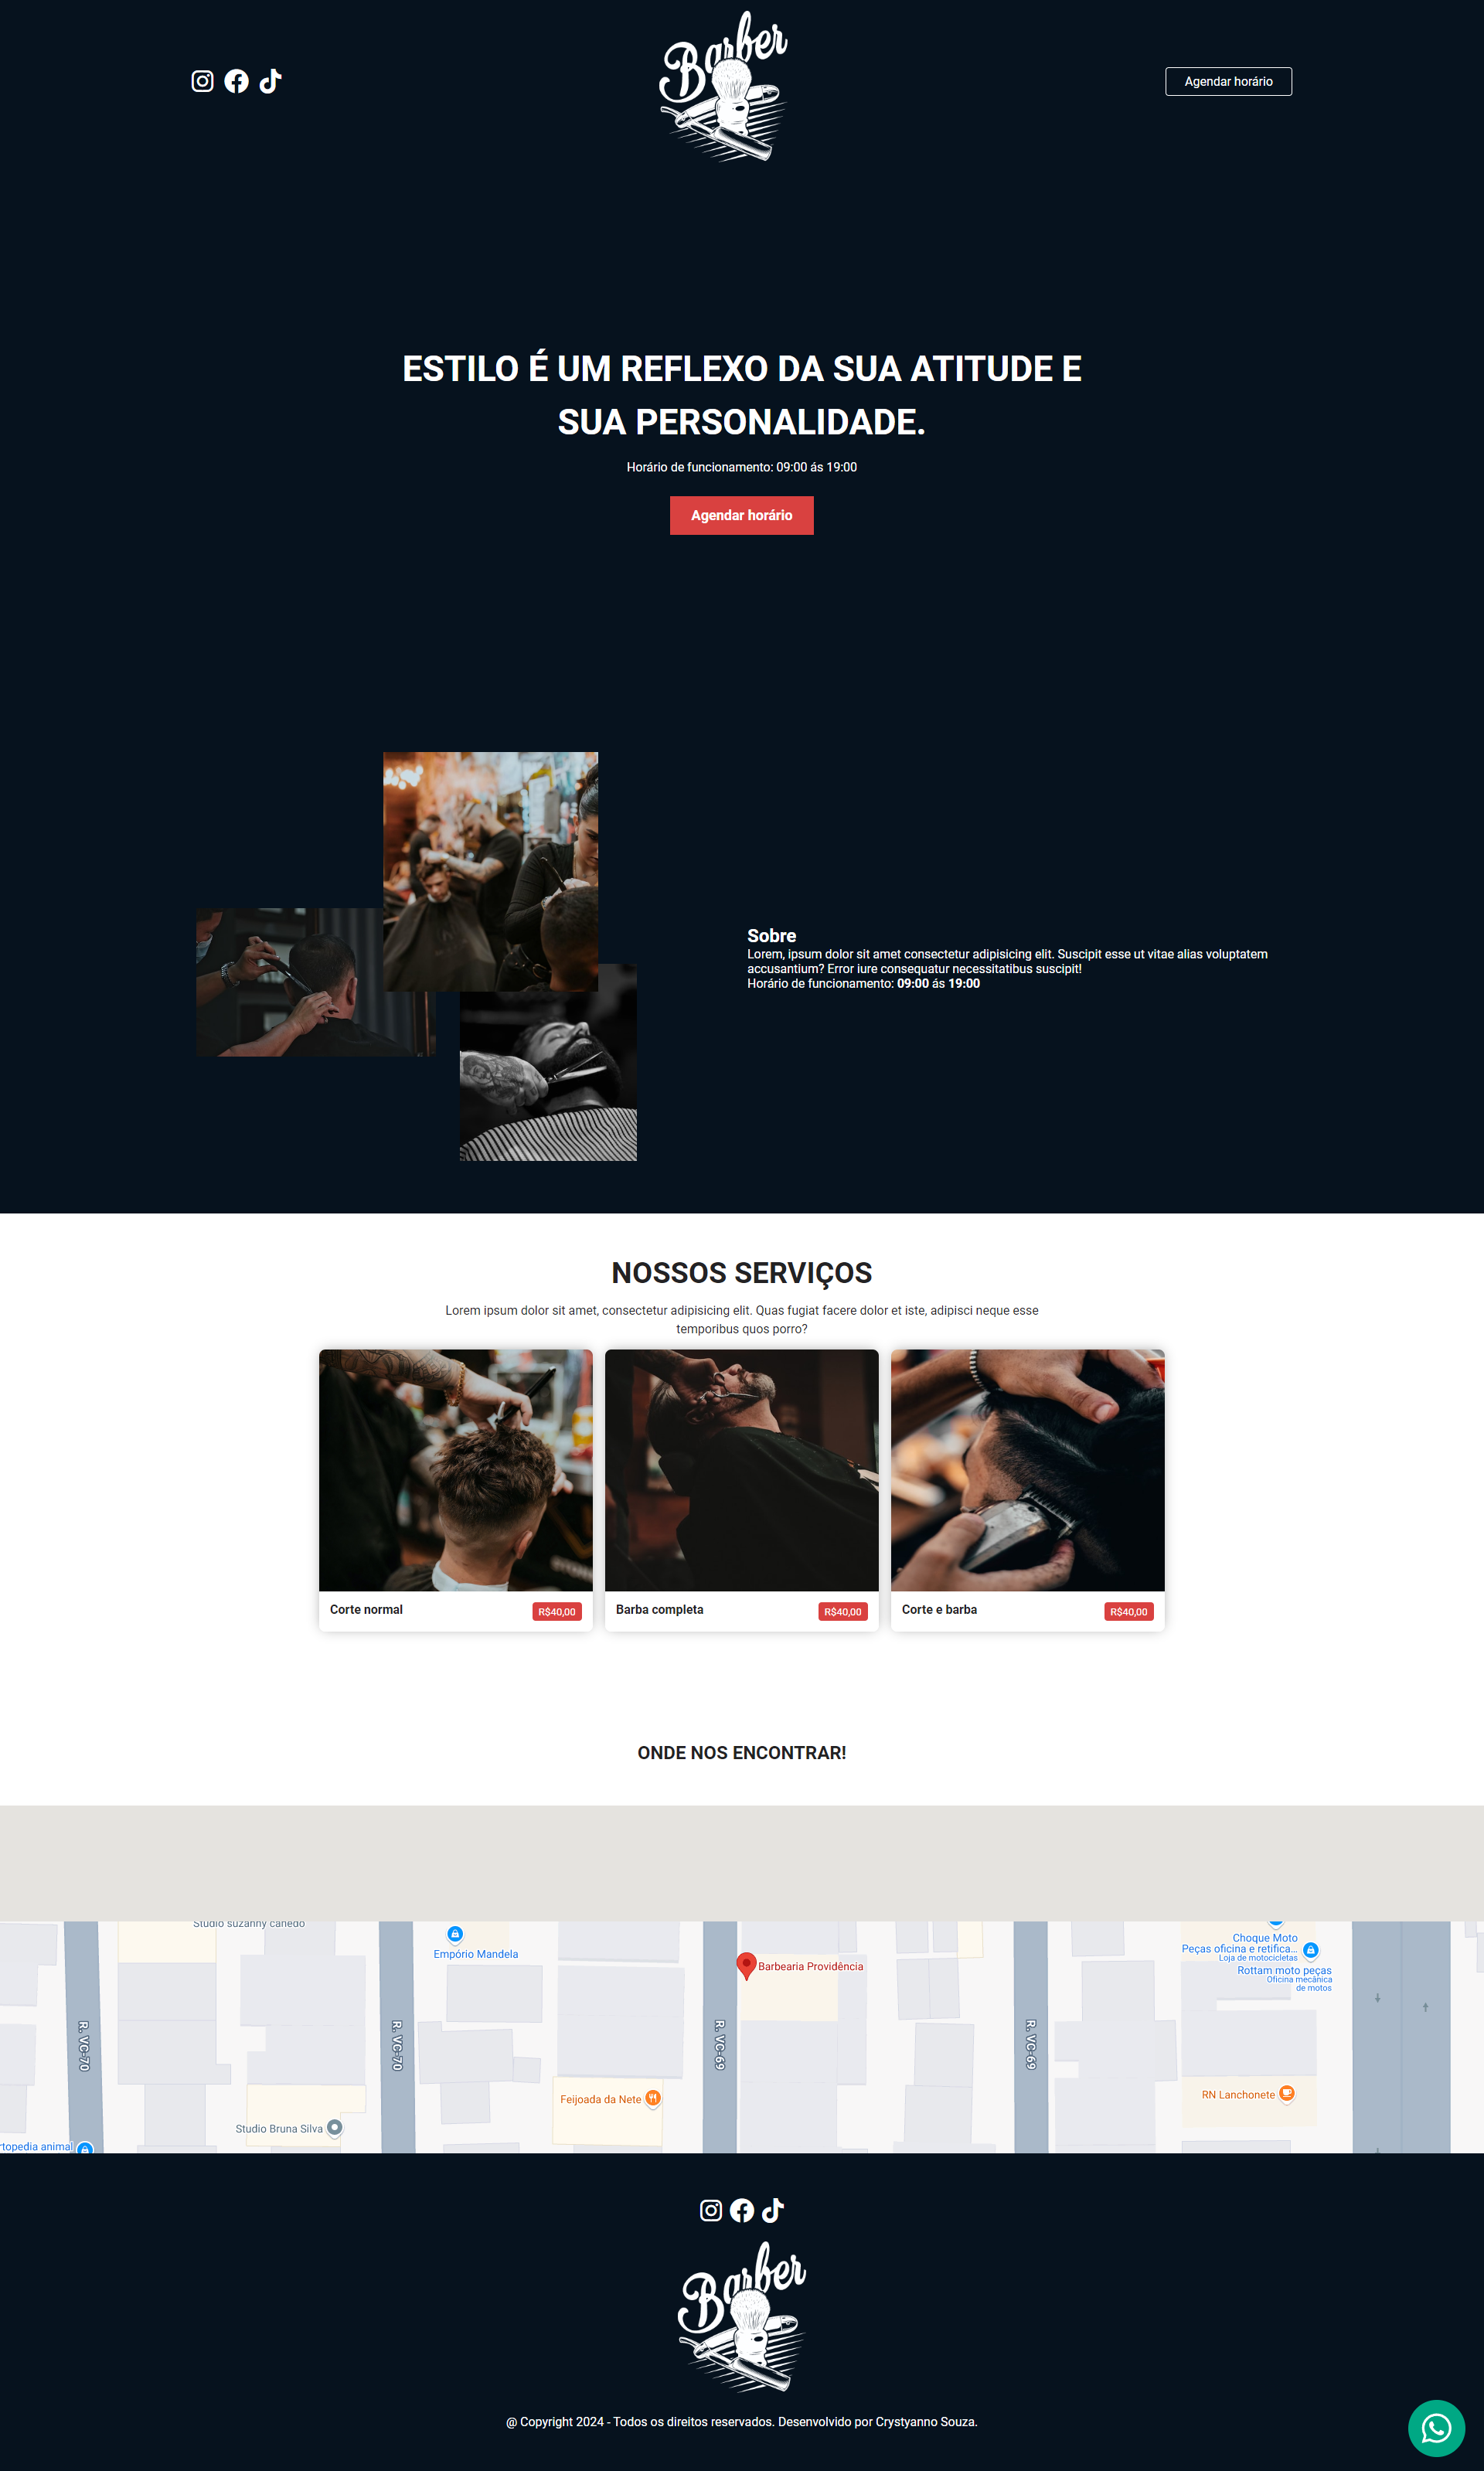 Barber
Agendar horário
ESTILO É UM REFLEXO DA SUA ATITUDE E
SUA PERSONALIDADE.
Horário de funcionamento: 09:00 ás 19:00
Agendar horário
Sobre
Lorem, ipsum dolor sit amet consectetur adipisicing elit. Suscipit esse ut vitae alias voluptatem
accusantium? Error iure consequatur necessitatibus suscipit!
Horário de funcionamento: 09:00 ás 19:00
NOSSOS SERVIÇOS
Lorem ipsum dolor sit amet, consectetur adipisicing elit. Quas fugiat facere dolor et iste, adipisci neque esse
temporibus quos porro?
Corte normal
R$40,00
Barba completa
R$40,00
Corte e barba
R$40,00
ONDE NOS ENCONTRAR!
Studio suzanny canedo
Empório Mandela
Barbearia Providência
Choque Moto
Peças oficina e retifica...
Loja de motocicletas
Rottam moto peças
Oficina mecânica
de motos
R. VC-70
R. VC-70
R. VC-69
R. VC-69
Feijoada da Nete
RN Lanchonete
Studio Bruna Silva
rtopedia animal
Barber
@ Copyright 2024 - Todos os direitos reservados. Desenvolvido por Crystyanno Souza.